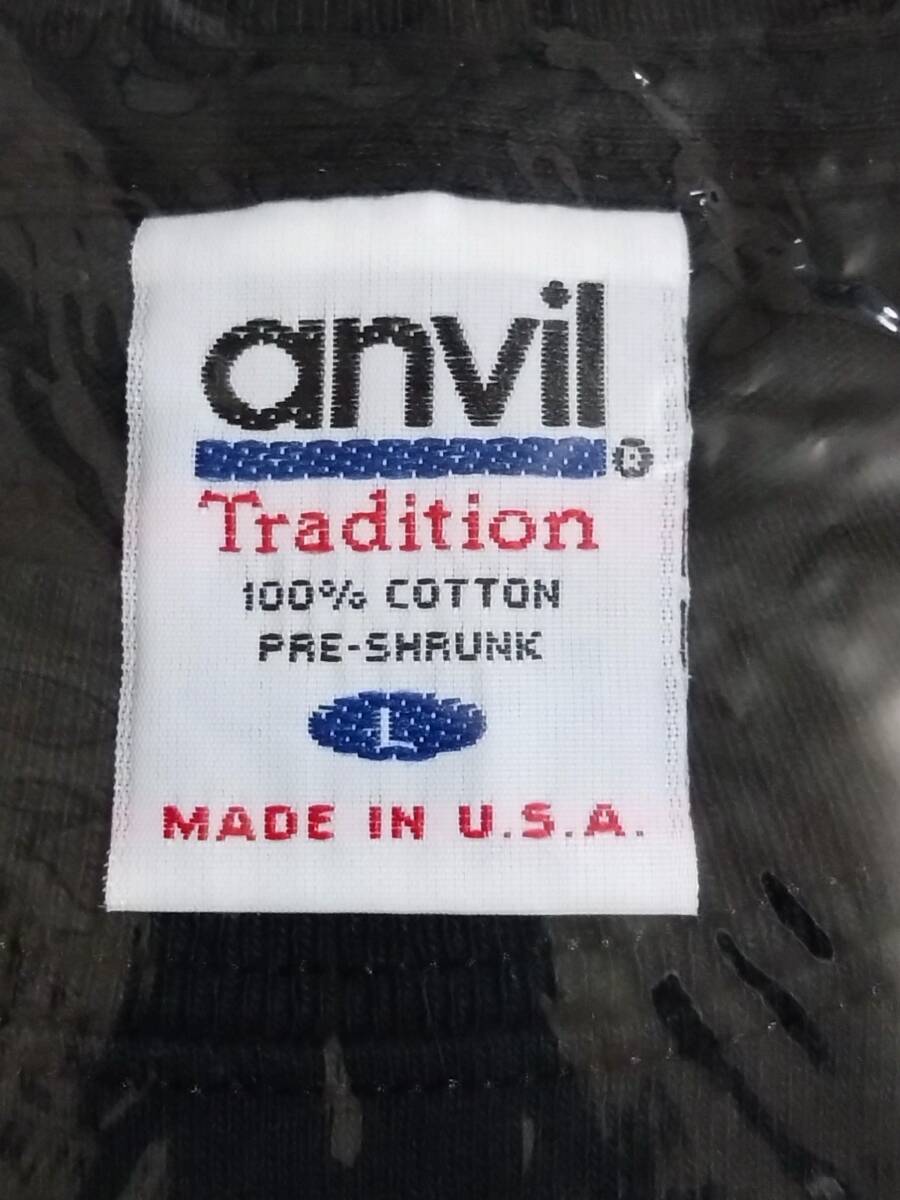 anvil®
Tradition
100% COTTON
PRE-SHRUNK
L
MADE IN U.S.A.